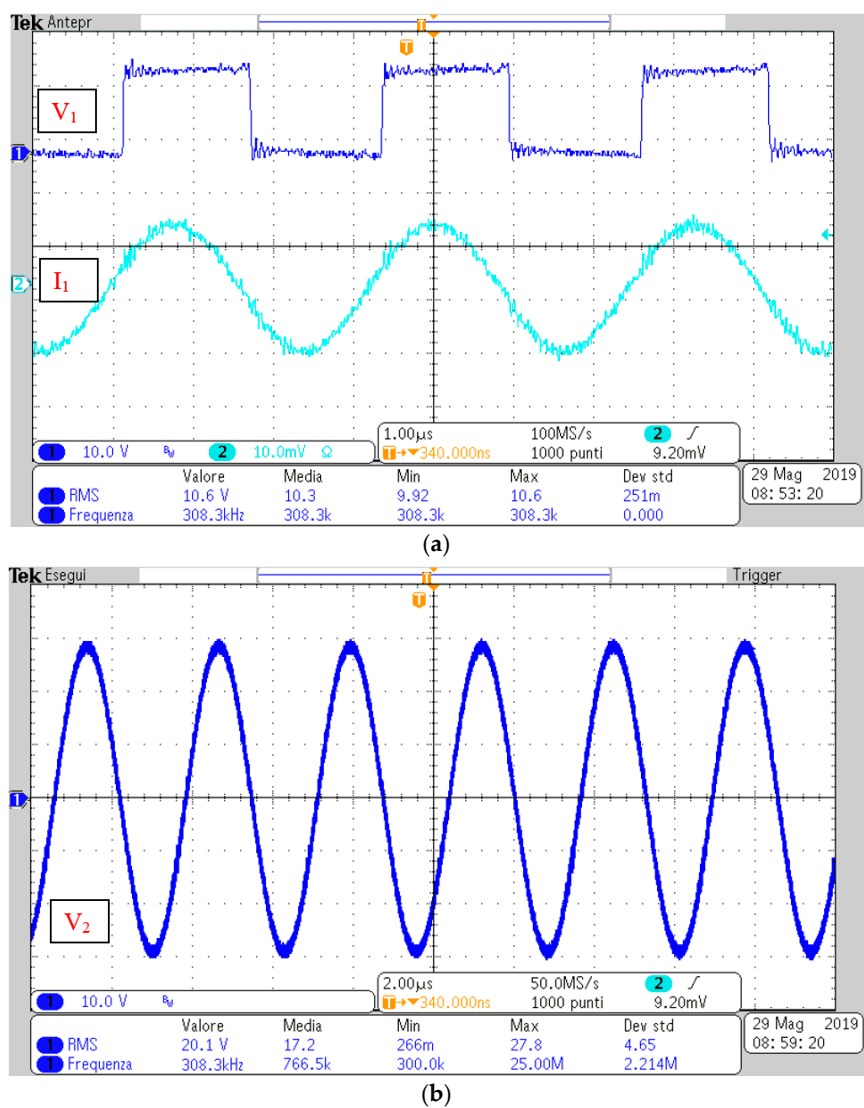 Tek Antepr
T
T
V₁
1
I₁
2
1 10.0 V BW 2 10.0mV Ω
1.00µs 100MS/s 2 ʃ
T→▼340.000ns 1000 punti 9.20mV
Valore Media Min Max Dev std
1 RMS 10.6 V 10.3 9.92 10.6 251m
1 Frequenza 308.3kHz 308.3k 308.3k 308.3k 0.000
29 Mag 2019
08:53:20
(a)
Tek Esegui Trigger
T
T
1
V₂
1 10.0 V BW
2.00µs 50.0MS/s 2 ʃ
T→▼340.000ns 1000 punti 9.20mV
Valore Media Min Max Dev std
1 RMS 20.1 V 17.2 266m 27.8 4.65
1 Frequenza 308.3kHz 766.5k 300.0k 25.00M 2.214M
29 Mag 2019
08:59:20
(b)